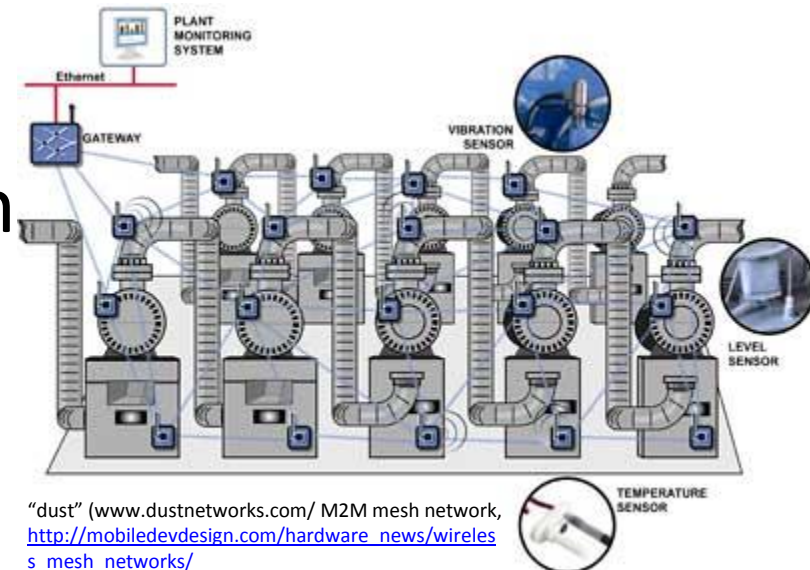 PLANT
MONITORING
SYSTEM
Ethernet
GATEWAY
VIBRATION
SENSOR
n
LEVEL
SENSOR
TEMPERATURE
SENSOR
“dust” (www.dustnetworks.com/ M2M mesh network,
http://mobiledevdesign.com/hardware_news/wireles
s_mesh_networks/